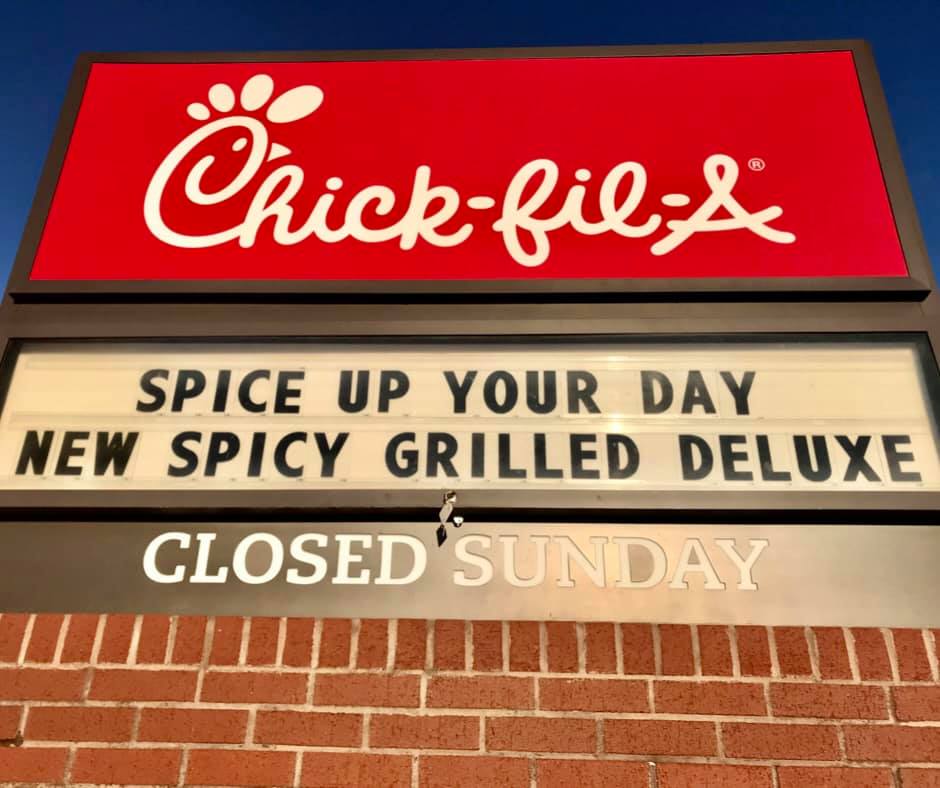 Chick-fil-A®
SPICE UP YOUR DAY
NEW SPICY GRILLED DELUXE
CLOSED SUNDAY